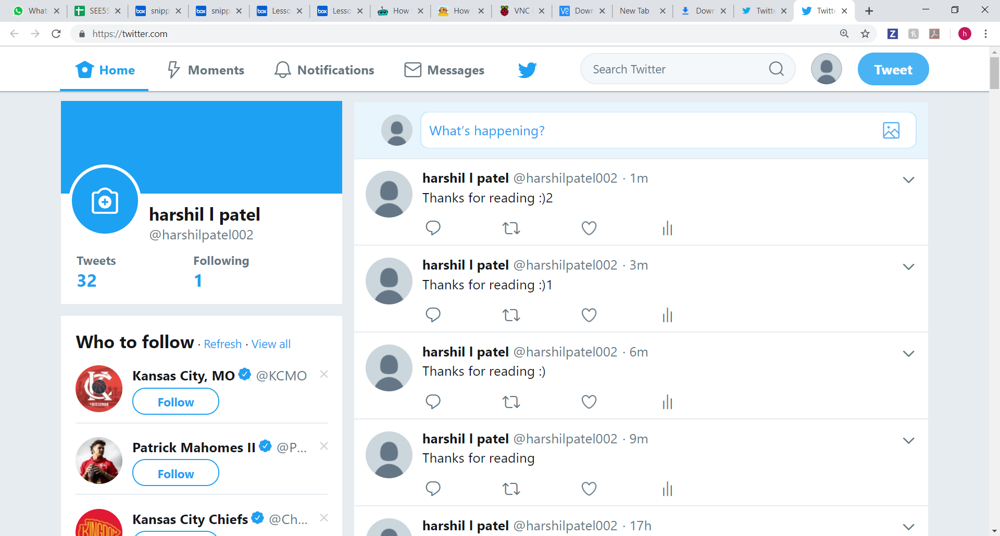 What
SEE55
snipp
snipp
Lesso
Lesso
How
How
VNC
Down
New Tab
Down
Twitte
Twitte
https://twitter.com
h
Home
Moments
Notifications
Messages
Search Twitter
Tweet
What's happening?
harshil l patel
@harshilpatel002
Tweets Following
32 1
Who to follow · Refresh · View all
Kansas City, MO @KCMO
Follow
Patrick Mahomes II @P...
Follow
Kansas City Chiefs @Ch...
KINGDOM
harshil l patel @harshilpatel002 · 1m
Thanks for reading :)2
harshil l patel @harshilpatel002 · 3m
Thanks for reading :)1
harshil l patel @harshilpatel002 · 6m
Thanks for reading :)
harshil l patel @harshilpatel002 · 9m
Thanks for reading
harshil l patel @harshilpatel002 · 17h